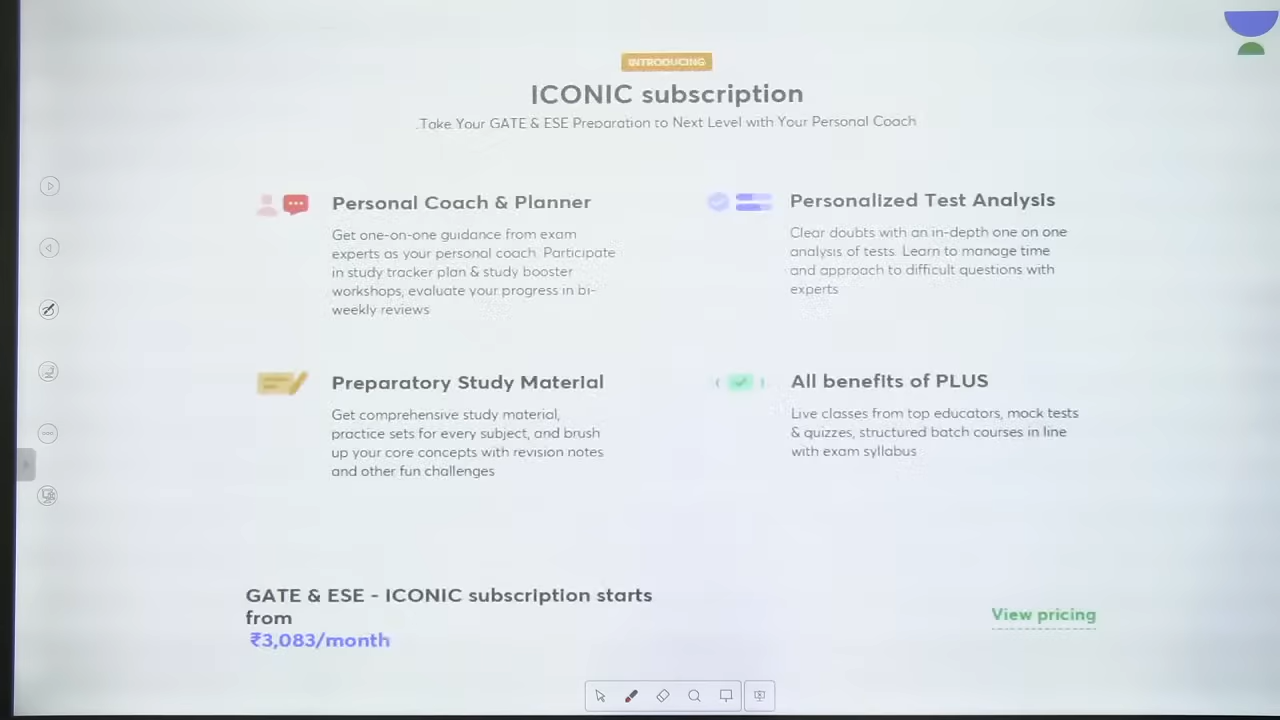 INTRODUCING
ICONIC subscription
Take Your GATE & ESE Preparation to Next Level with Your Personal Coach
Personal Coach & Planner
Get one-on-one guidance from exam
experts as your personal coach. Participate
in study tracker plan & study booster
workshops, evaluate your progress in bi-
weekly reviews
Personalized Test Analysis
Clear doubts with an in-depth one on one
analysis of tests. Learn to manage time
and approach to difficult questions with
experts
Preparatory Study Material
Get comprehensive study material,
practice sets for every subject, and brush
up your core concepts with revision notes
and other fun challenges
All benefits of PLUS
Live classes from top educators, mock tests
& quizzes, structured batch courses in line
with exam syllabus
GATE & ESE - ICONIC subscription starts
from
₹3,083/month
View pricing